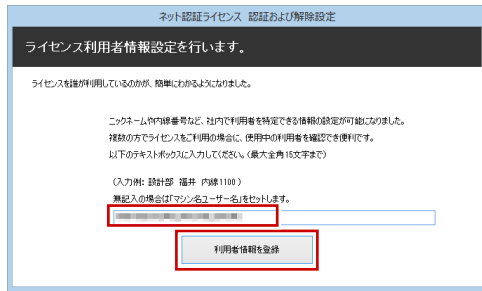 ネット認証ライセンス 認証および解除設定
ライセンス利用者情報設定を行います。
ライセンスを誰が利用しているのかが、簡単にわかるようになりました。
ニックネームや内線番号など、社内で利用者を特定できる情報の設定が可能になりました。
複数の方でライセンスをご利用の場合に、使用中の利用者を確認でき便利です。
以下のテキストボックスに入力してください。(最大全角15文字まで)
(入力例: 設計部 福井 内線1100 )
無記入の場合は「マシン名ユーザー名」をセットします。
利用者情報を登録